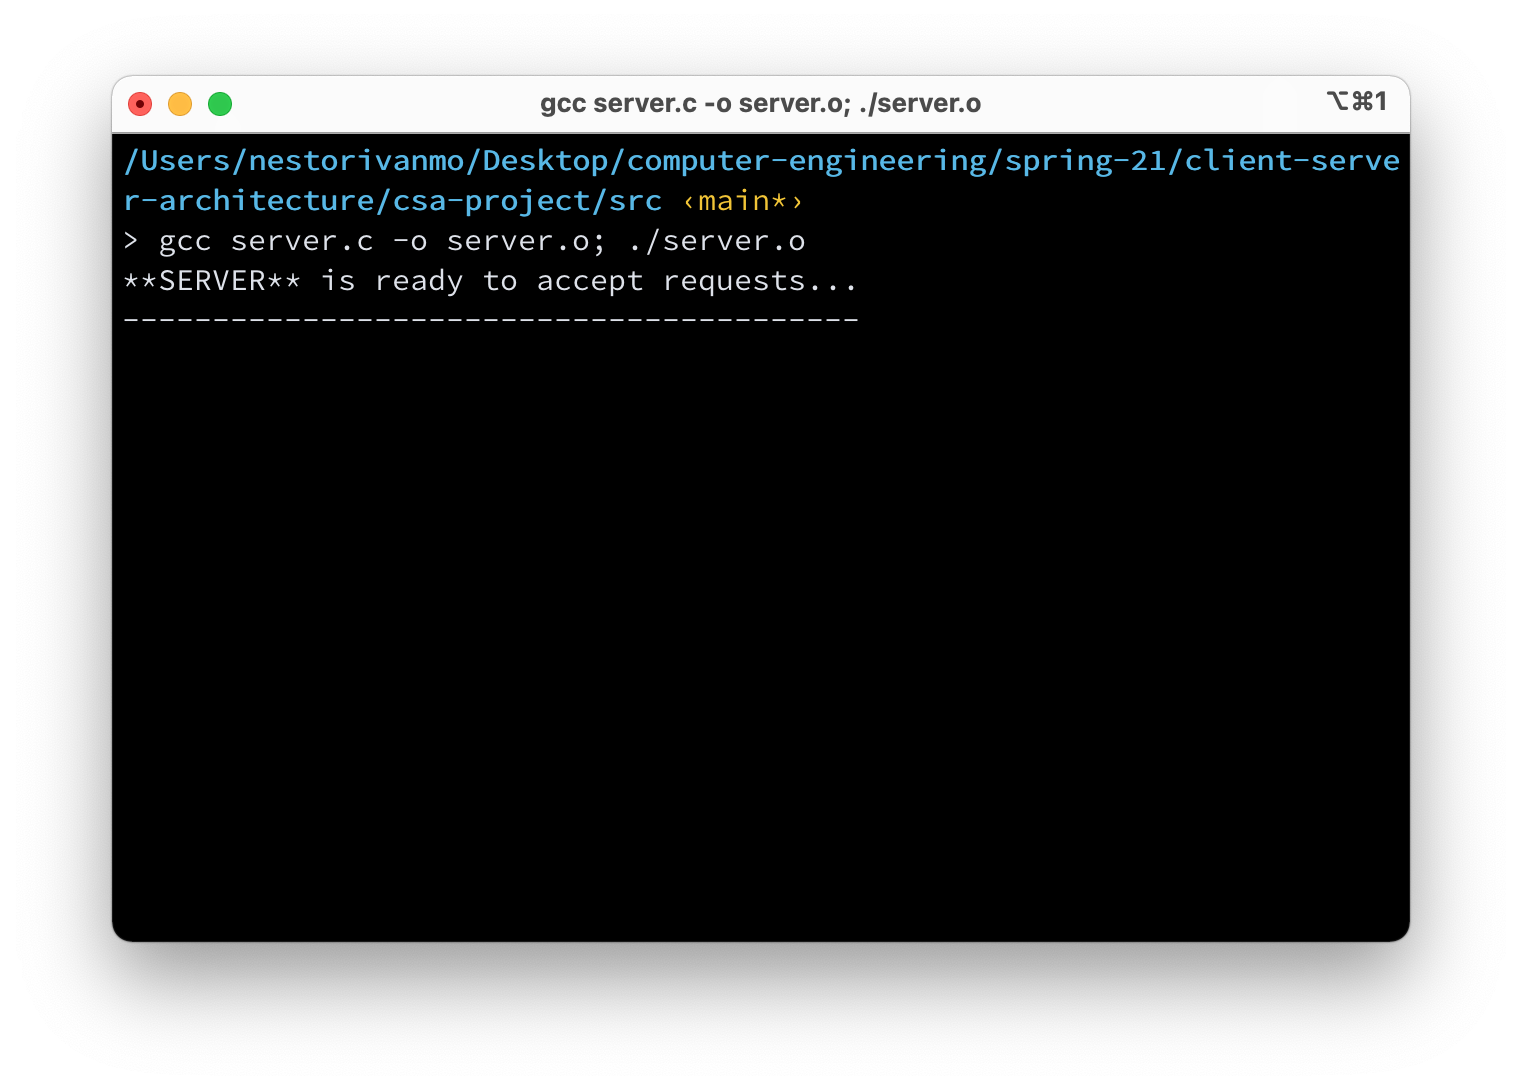 gcc server.c -o server.o; ./server.o
⌥⌘1
/Users/nestorivanmo/Desktop/computer-engineering/spring-21/client-serve
r-architecture/csa-project/src ‹main*›
> gcc server.c -o server.o; ./server.o
**SERVER** is ready to accept requests...
-----------------------------------------